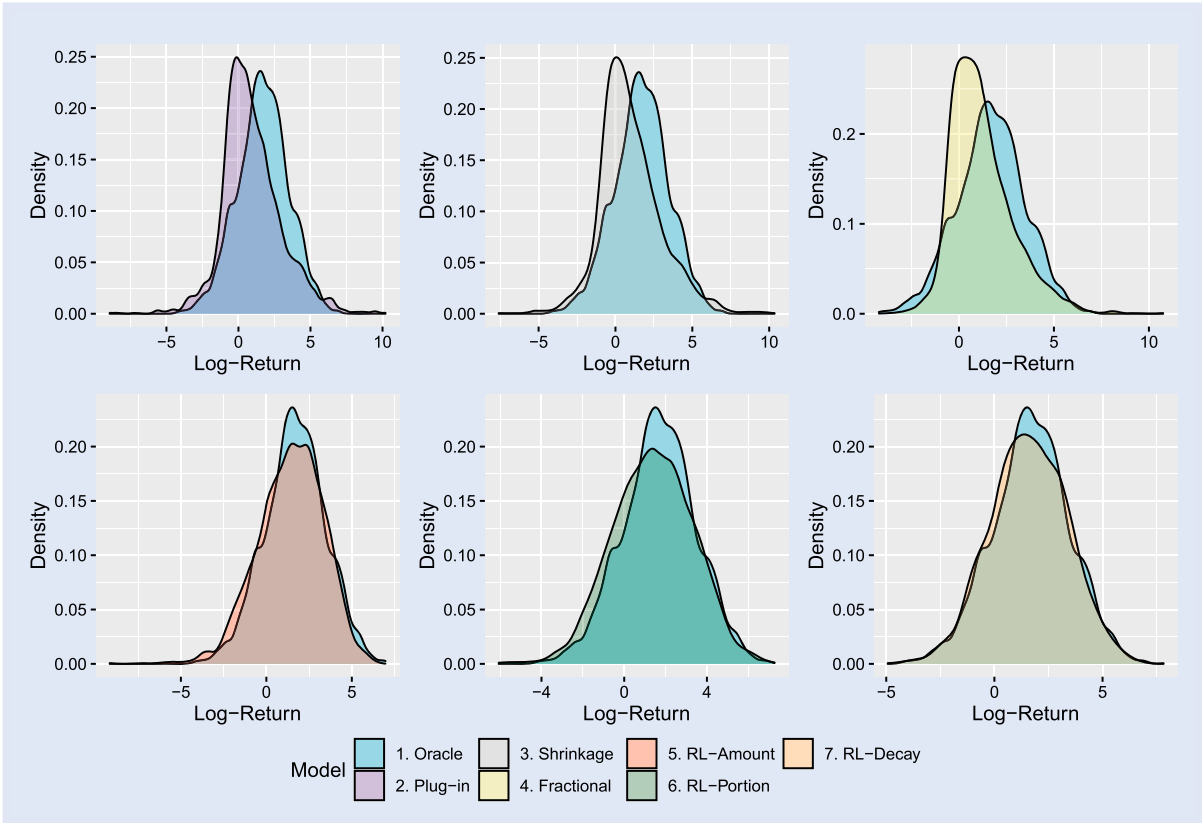 0.25
0.20
0.15
0.10
0.05
0.00
Density
−5 0 5 10
Log−Return
0.25
0.20
0.15
0.10
0.05
0.00
Density
−5 0 5 10
Log−Return
0.2
0.1
0.0
Density
0 5 10
Log−Return
0.20
0.15
0.10
0.05
0.00
Density
−5 0 5
Log−Return
0.20
0.15
0.10
0.05
0.00
Density
−4 0 4
Log−Return
0.20
0.15
0.10
0.05
0.00
Density
−5 0 5
Log−Return
Model
1. Oracle 3. Shrinkage 5. RL−Amount 7. RL−Decay
2. Plug−in 4. Fractional 6. RL−Portion